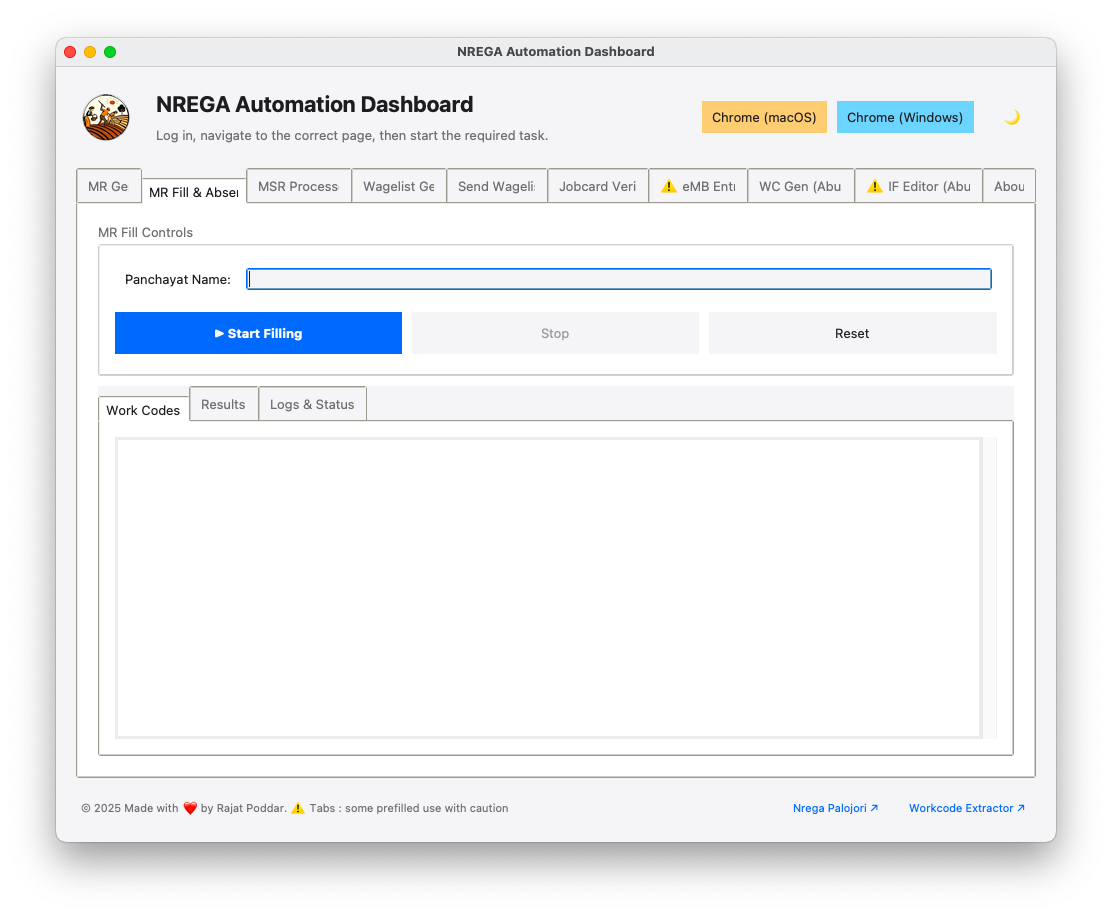 NREGA Automation Dashboard
NREGA Automation Dashboard
Log in, navigate to the correct page, then start the required task.
Chrome (macOS)
Chrome (Windows)
MR Ge
MR Fill & Abse
MSR Process
Wagelist Ge
Send Wageli
Jobcard Veri
⚠️ eMB Ent
WC Gen (Abu
⚠️ IF Editor (Abu
Abou
MR Fill Controls
Panchayat Name:
▶ Start Filling
Stop
Reset
Work Codes
Results
Logs & Status
© 2025 Made with ❤️ by Rajat Poddar. ⚠️ Tabs : some prefilled use with caution
Nrega Palojori ↗
Workcode Extractor ↗